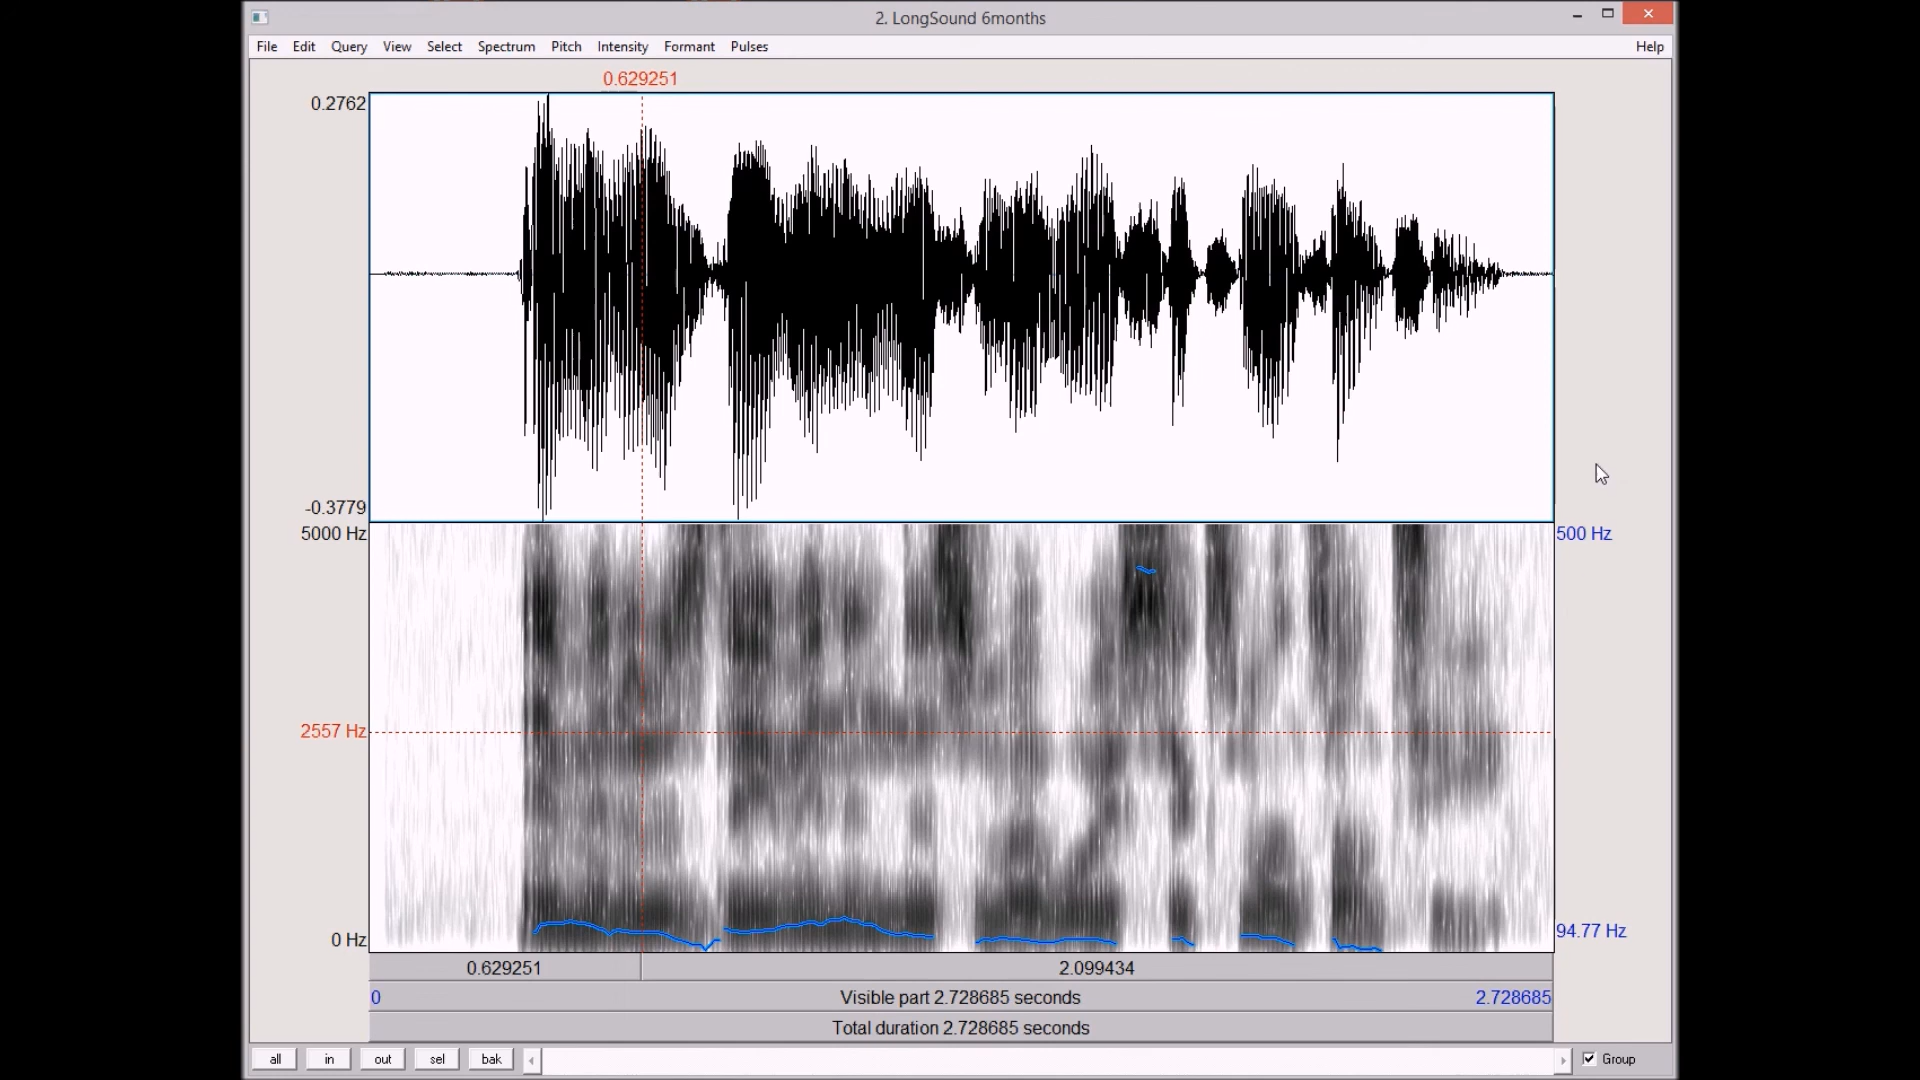 2. LongSound 6months
File Edit Query View Select Spectrum Pitch Intensity Formant Pulses Help
0.629251
0.2762
-0.3779
5000 Hz
500 Hz
2557 Hz
94.77 Hz
0 Hz
0.629251 2.099434
0 Visible part 2.728685 seconds 2.728685
Total duration 2.728685 seconds
all in out sel bak Group